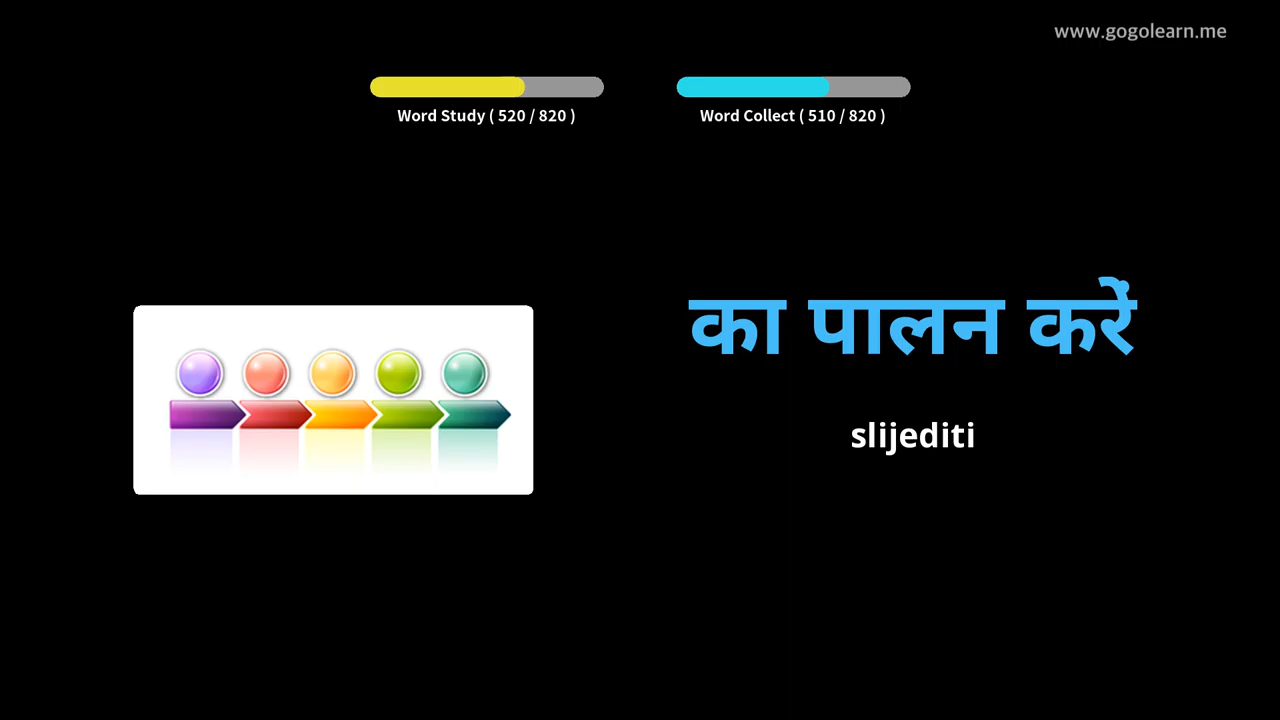 www.gogolearn.me
Word Study ( 520 / 820 )
Word Collect ( 510 / 820 )
का पालन करें
slijediti